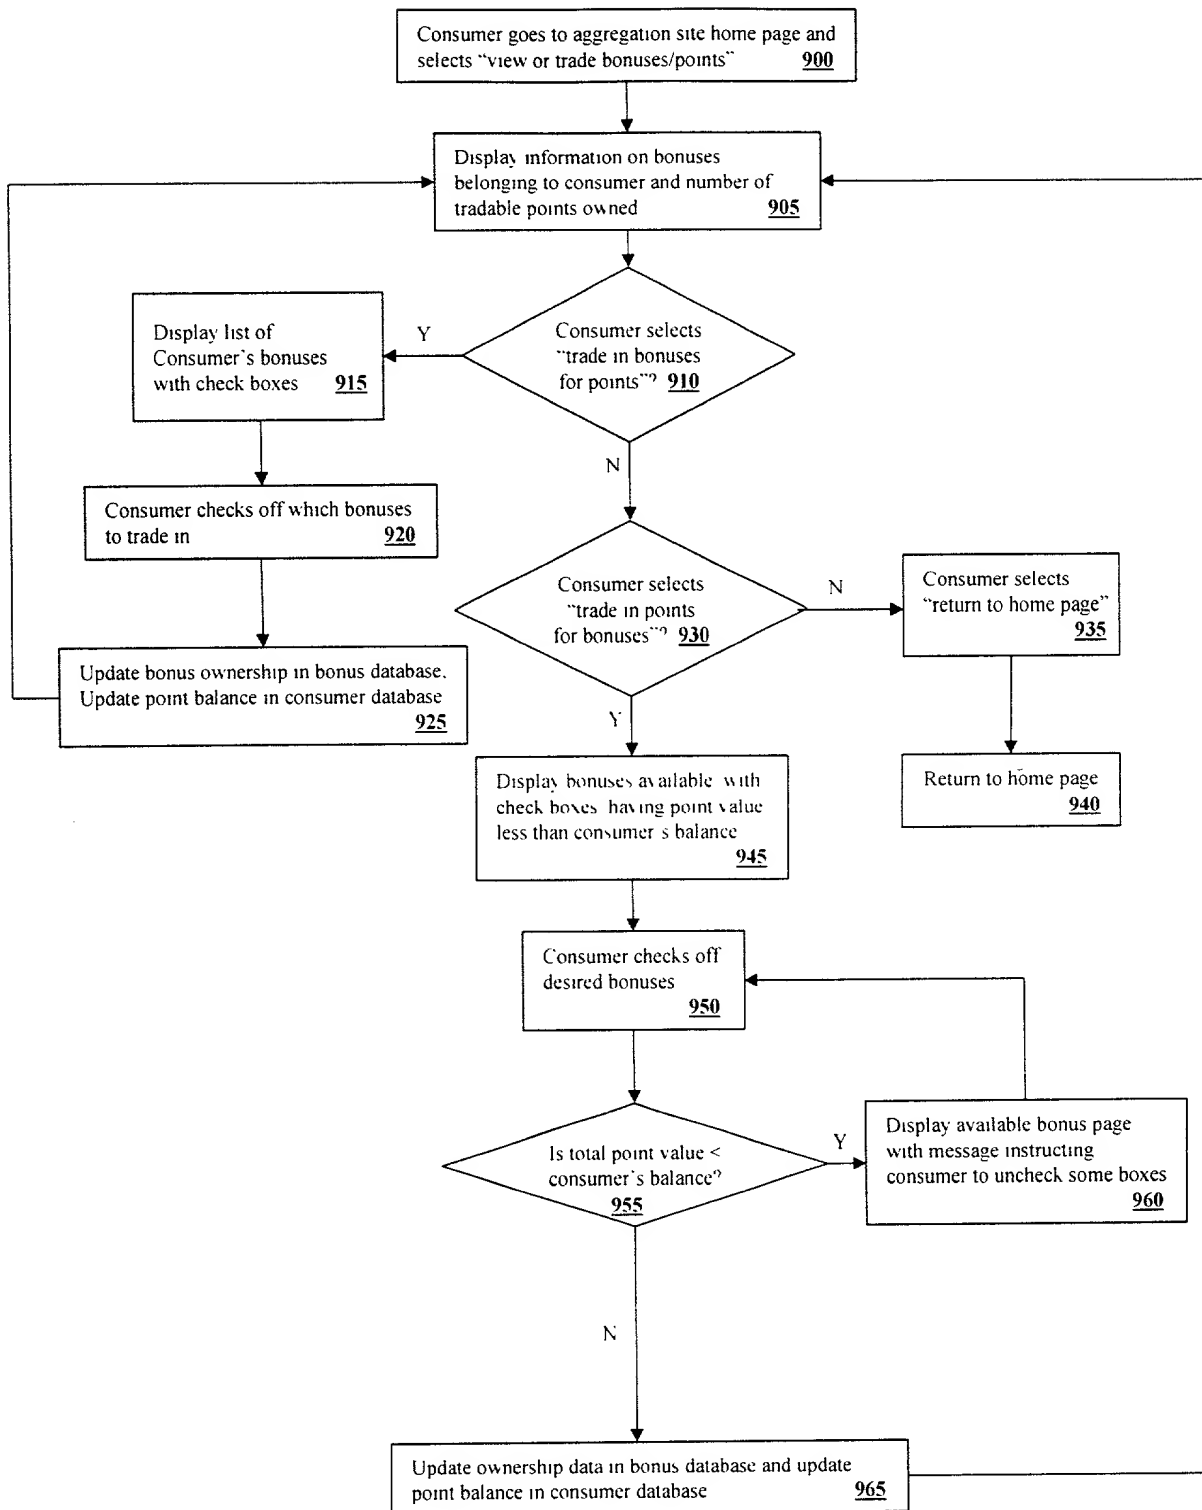 Consumer goes to aggregation site home page and
selects “view or trade bonuses/points” 900
Display information on bonuses
belonging to consumer and number of
tradable points owned 905
Consumer selects
“trade in bonuses
for points”? 910
Y
Display list of
Consumer's bonuses
with check boxes 915
N
Consumer checks off which bonuses
to trade in 920
Consumer selects
“trade in points
for bonuses”? 930
N
Consumer selects
“return to home page”
935
Update bonus ownership in bonus database.
Update point balance in consumer database
925
Y
Return to home page
940
Display bonuses available with
check boxes having point value
less than consumer s balance
945
Consumer checks off
desired bonuses
950
Is total point value <
consumer's balance?
955
Y
Display available bonus page
with message instructing
consumer to uncheck some boxes
960
N
Update ownership data in bonus database and update
point balance in consumer database 965